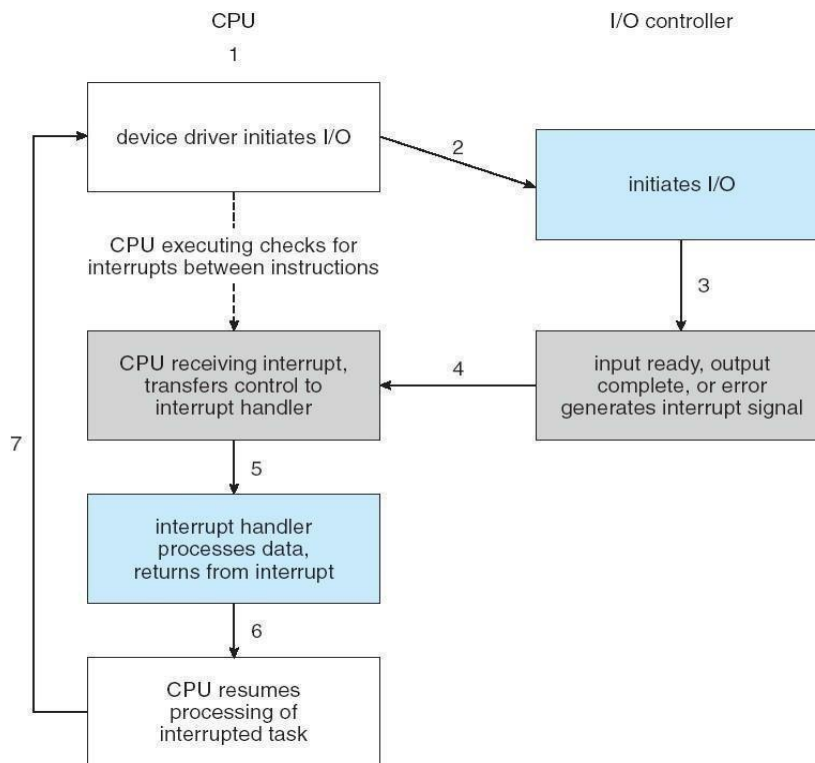 CPU
I/O controller
1
device driver initiates I/O
2
initiates I/O
CPU executing checks for
interrupts between instructions
3
CPU receiving interrupt,
transfers control to
interrupt handler
4
input ready, output
complete, or error
generates interrupt signal
7
5
interrupt handler
processes data,
returns from interrupt
6
CPU resumes
processing of
interrupted task